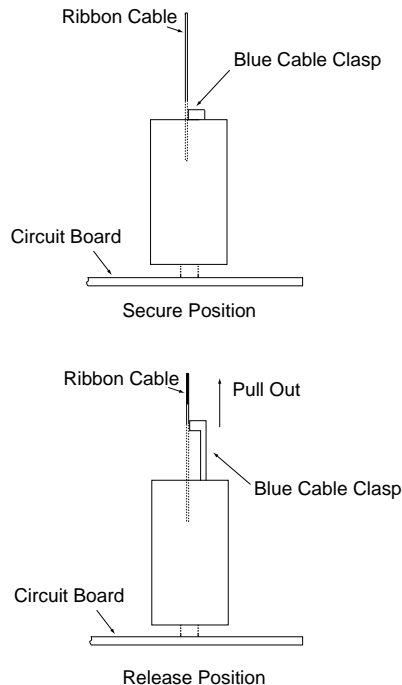 Ribbon Cable
Blue Cable Clasp
Circuit Board
Secure Position
Ribbon Cable
Pull Out
Blue Cable Clasp
Circuit Board
Release Position